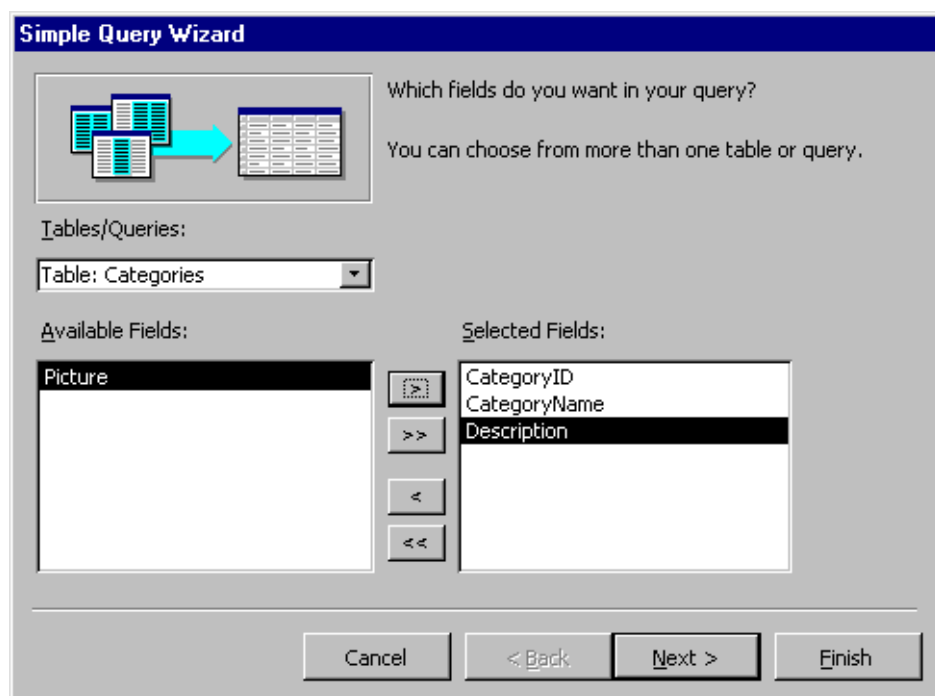 Simple Query Wizard
Which fields do you want in your query?
You can choose from more than one table or query.
Tables/Queries:
Table: Categories
Available Fields:
Selected Fields:
Picture
>
>>
<
<<
CategoryID
CategoryName
Description
Cancel
< Back
Next >
Finish